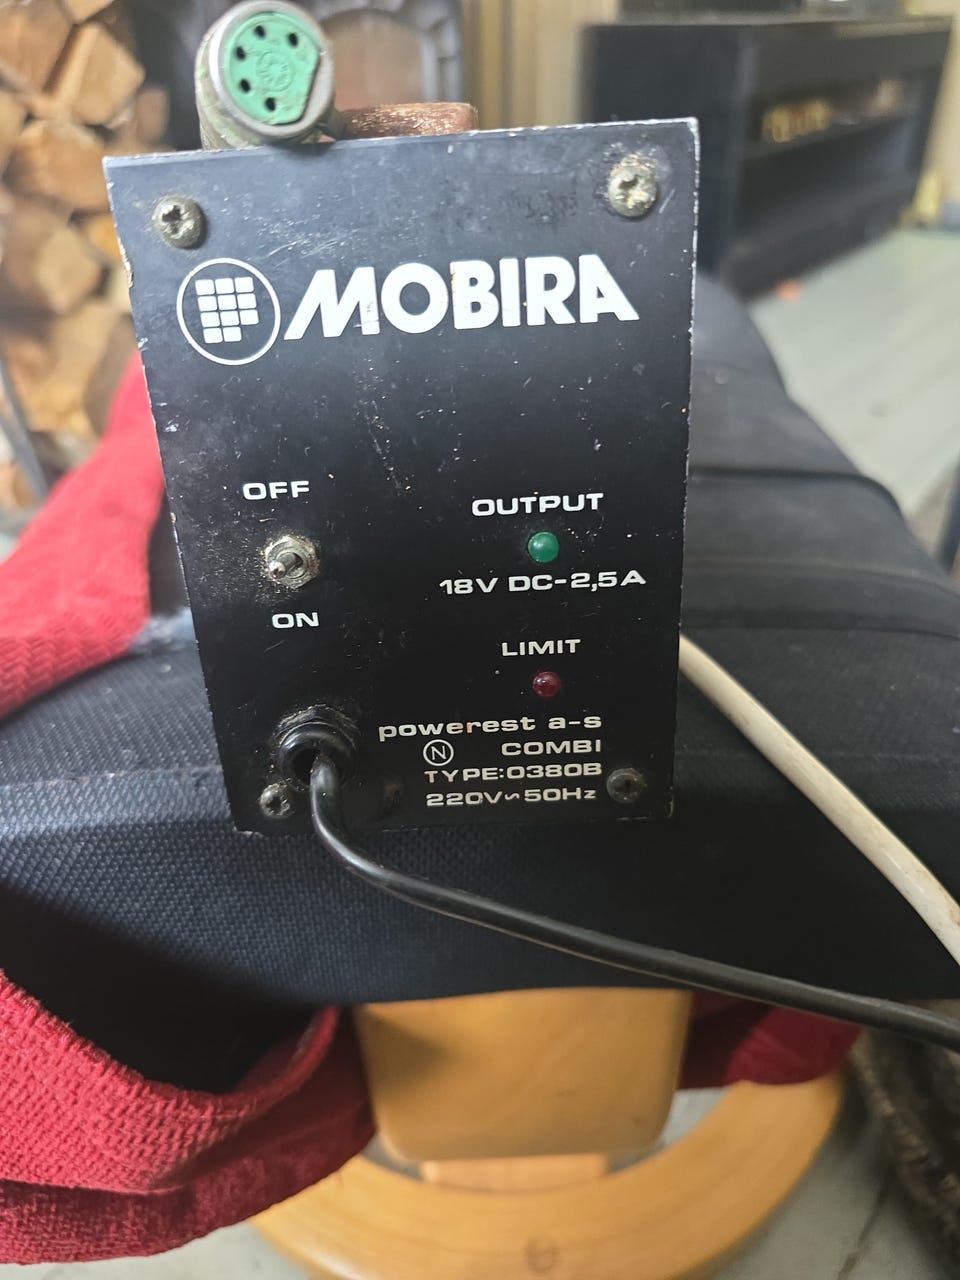 MOBIRA
OFF
OUTPUT
18V DC-2,5A
ON
LIMIT
powerest a-s
N COMBI
TYPE:0380B
220V~50Hz